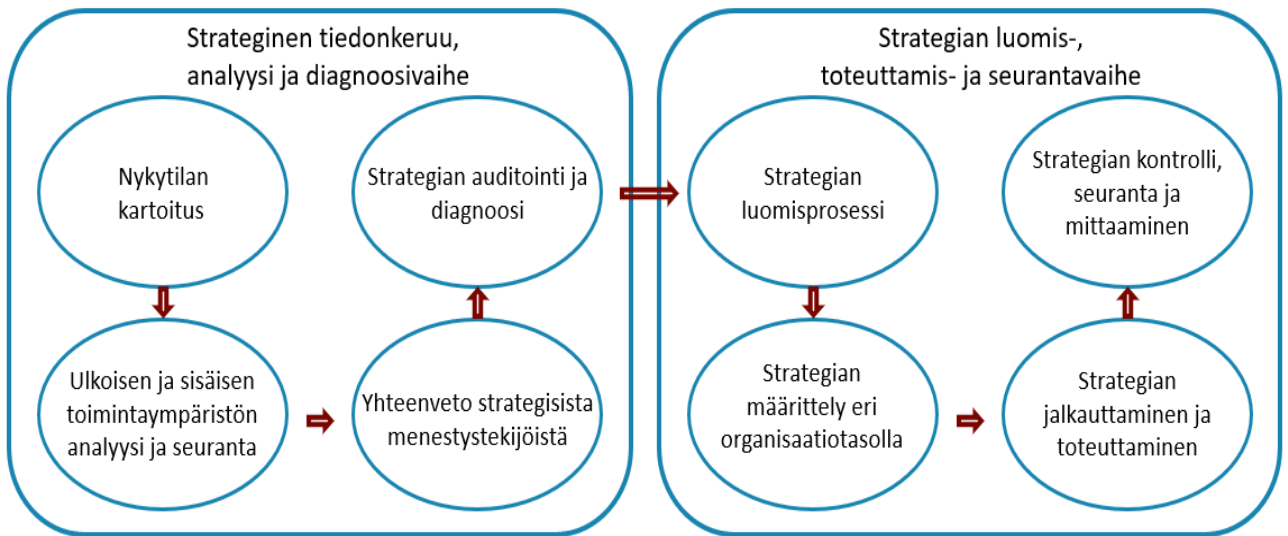 Strateginen tiedonkeruu,
analyysi ja diagnoosivaihe
Nykytilan
kartoitus
Strategian auditointi ja
diagnoosi
Ulkoisen ja sisäisen
toimintaympäristön
analyysi ja seuranta
Yhteenveto strategisista
menestystekijöistä
Strategian luomis-,
toteuttamis- ja seurantavaihe
Strategian
luomisprosessi
Strategian kontrolli,
seuranta ja
mittaaminen
Strategian
määrittely eri
organisaatiotasolla
Strategian
jalkauttaminen ja
toteuttaminen